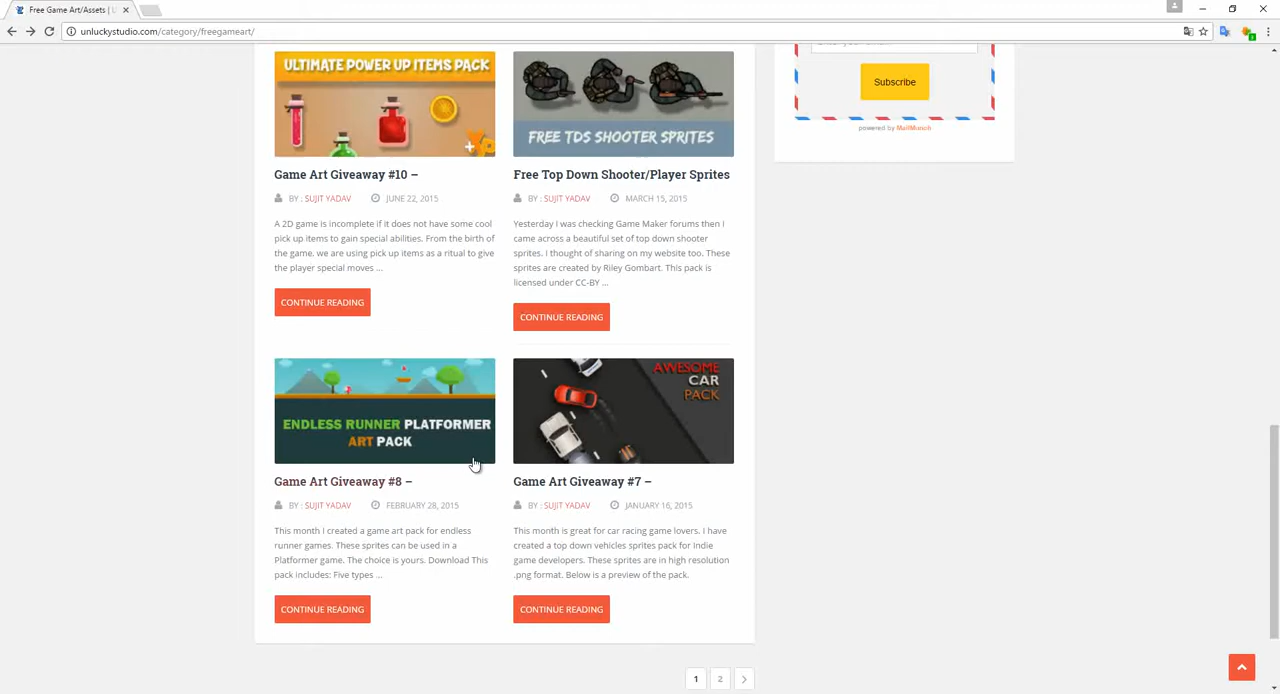 Free Game Art/Assets | U
unluckystudio.com/category/freegameart/
Subscribe
powered by MailMunch
ULTIMATE POWER UP ITEMS PACK
Game Art Giveaway #10 –
BY : SUJIT YADAV JUNE 22, 2015
A 2D game is incomplete if it does not have some cool
pick up items to gain special abilities. From the birth of
the game, we are using pick up items as a ritual to give
the player special moves ...
CONTINUE READING
FREE TDS SHOOTER SPRITES
Free Top Down Shooter/Player Sprites
BY : SUJIT YADAV MARCH 15, 2015
Yesterday I was checking Game Maker forums then I
came across a beautiful set of top down shooter
sprites. I thought of sharing on my website too. These
sprites are created by Riley Gombart. This pack is
licensed under CC-BY ...
CONTINUE READING
ENDLESS RUNNER PLATFORMER
ART PACK
Game Art Giveaway #8 –
BY : SUJIT YADAV FEBRUARY 28, 2015
This month I created a game art pack for endless
runner games. These sprites can be used in a
Platformer game. The choice is yours. Download This
pack includes: Five types ...
CONTINUE READING
AWESOME
CAR
PACK
Game Art Giveaway #7 –
BY : SUJIT YADAV JANUARY 16, 2015
This month is great for car racing game lovers. I have
created a top down vehicles sprites pack for Indie
game developers. These sprites are in high resolution
.png format. Below is a preview of the pack.
CONTINUE READING
1 2